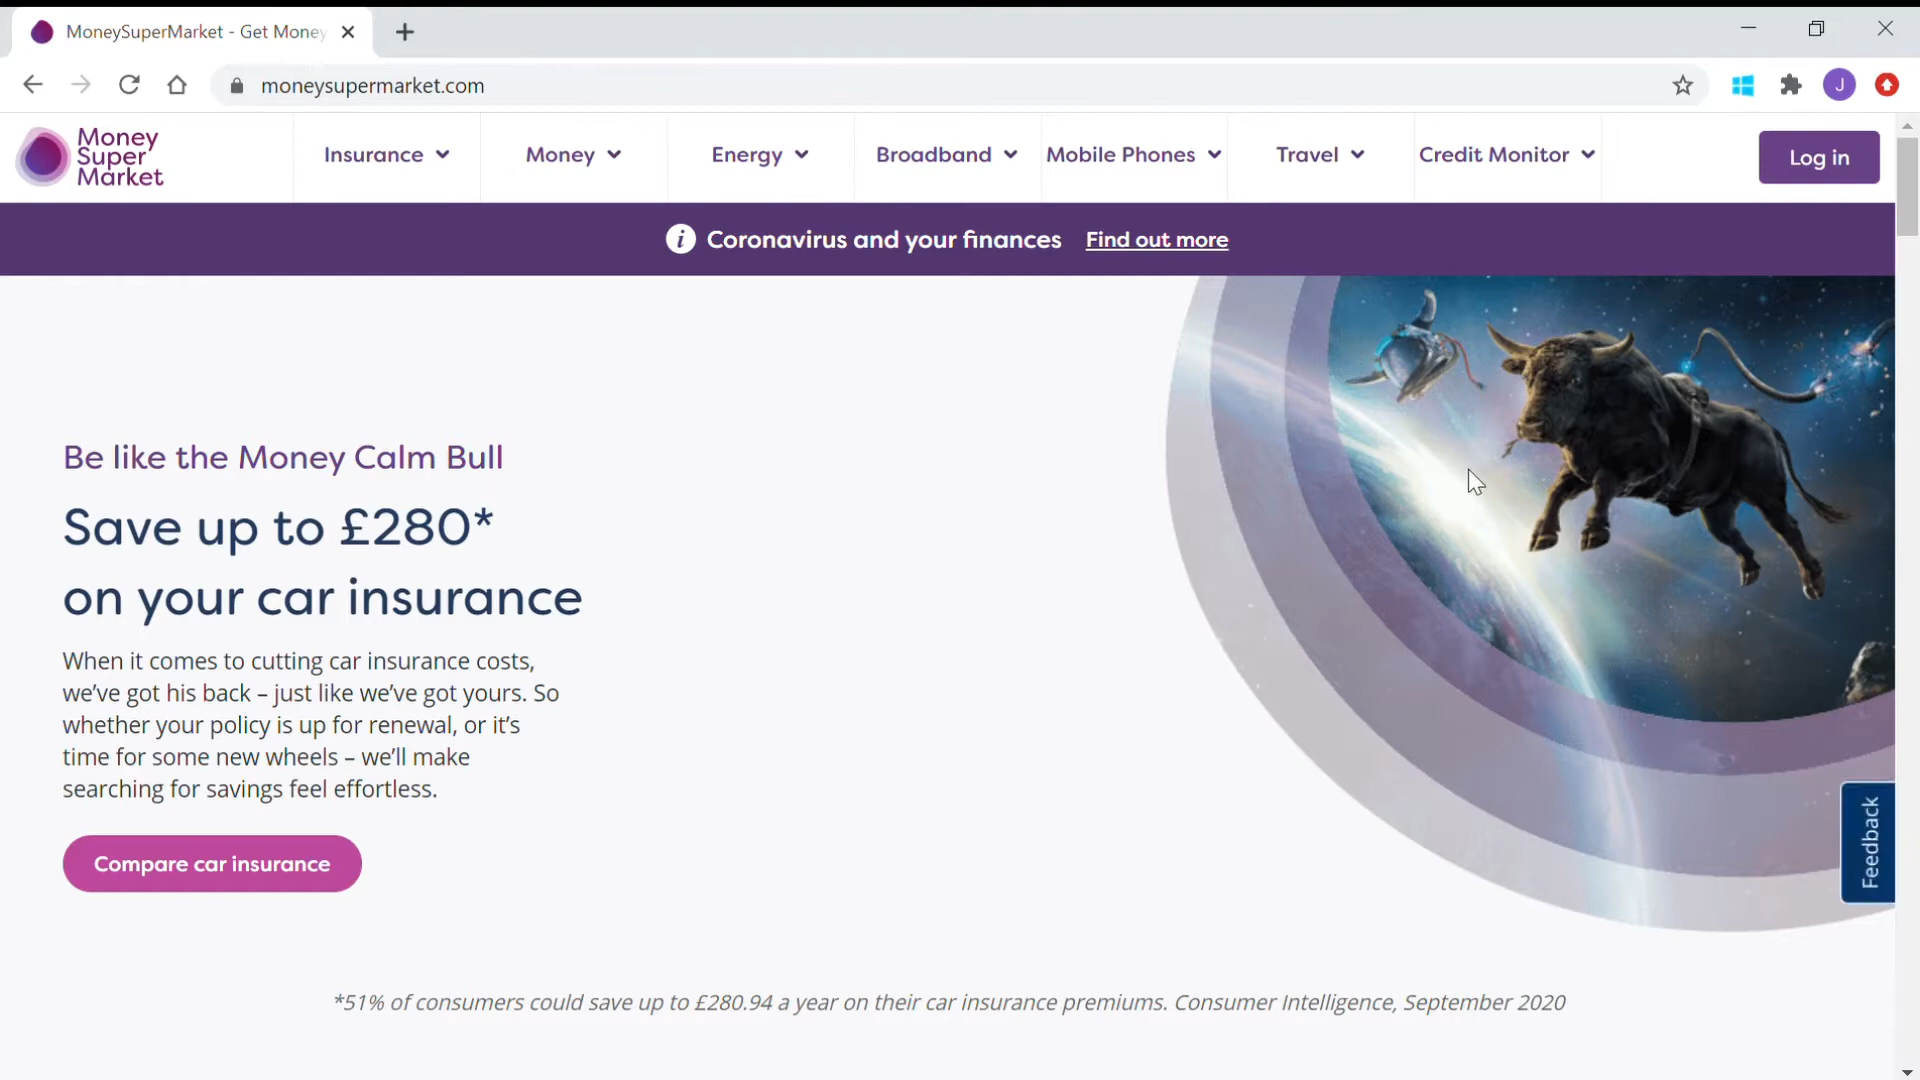 MoneySuperMarket - Get Money
moneysupermarket.com
J
Money
Super
Market
Insurance
Money
Energy
Broadband
Mobile Phones
Travel
Credit Monitor
Log in
i Coronavirus and your finances Find out more
Be like the Money Calm Bull
Save up to £280*
on your car insurance
When it comes to cutting car insurance costs,
we’ve got his back – just like we’ve got yours. So
whether your policy is up for renewal, or it’s
time for some new wheels – we’ll make
searching for savings feel effortless.
Compare car insurance
Feedback
*51% of consumers could save up to £280.94 a year on their car insurance premiums. Consumer Intelligence, September 2020